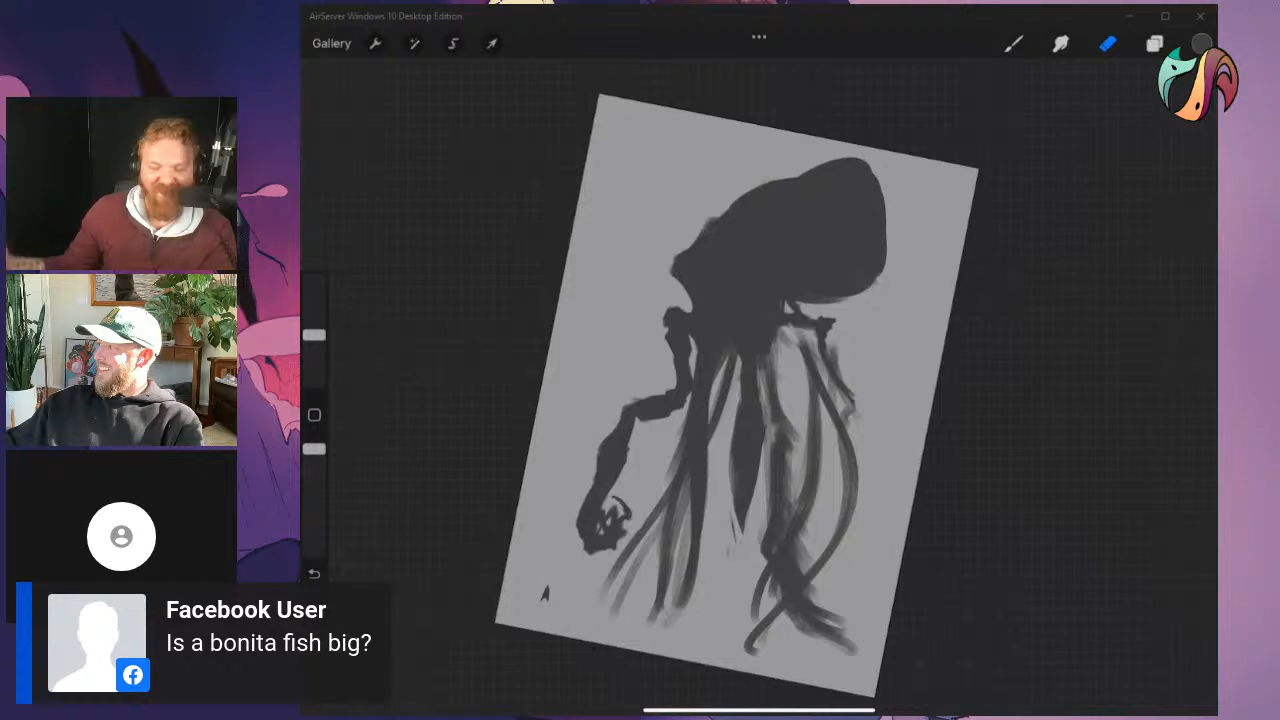 AirServer Windows 10 Desktop Edition
Gallery
Facebook User
Is a bonita fish big?